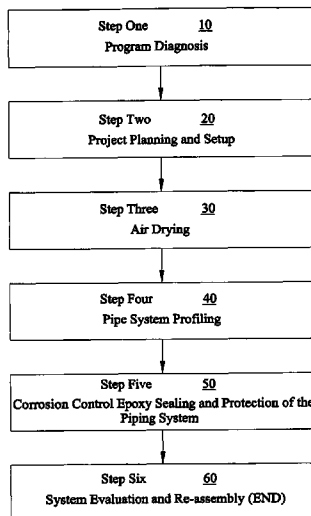 Step One 10
Program Diagnosis
Step Two 20
Project Planning and Setup
Step Three 30
Air Drying
Step Four 40
Pipe System Profiling
Step Five 50
Corrosion Control Epoxy Sealing and Protection of the
Piping System
Step Six 60
System Evaluation and Re-assembly (END)